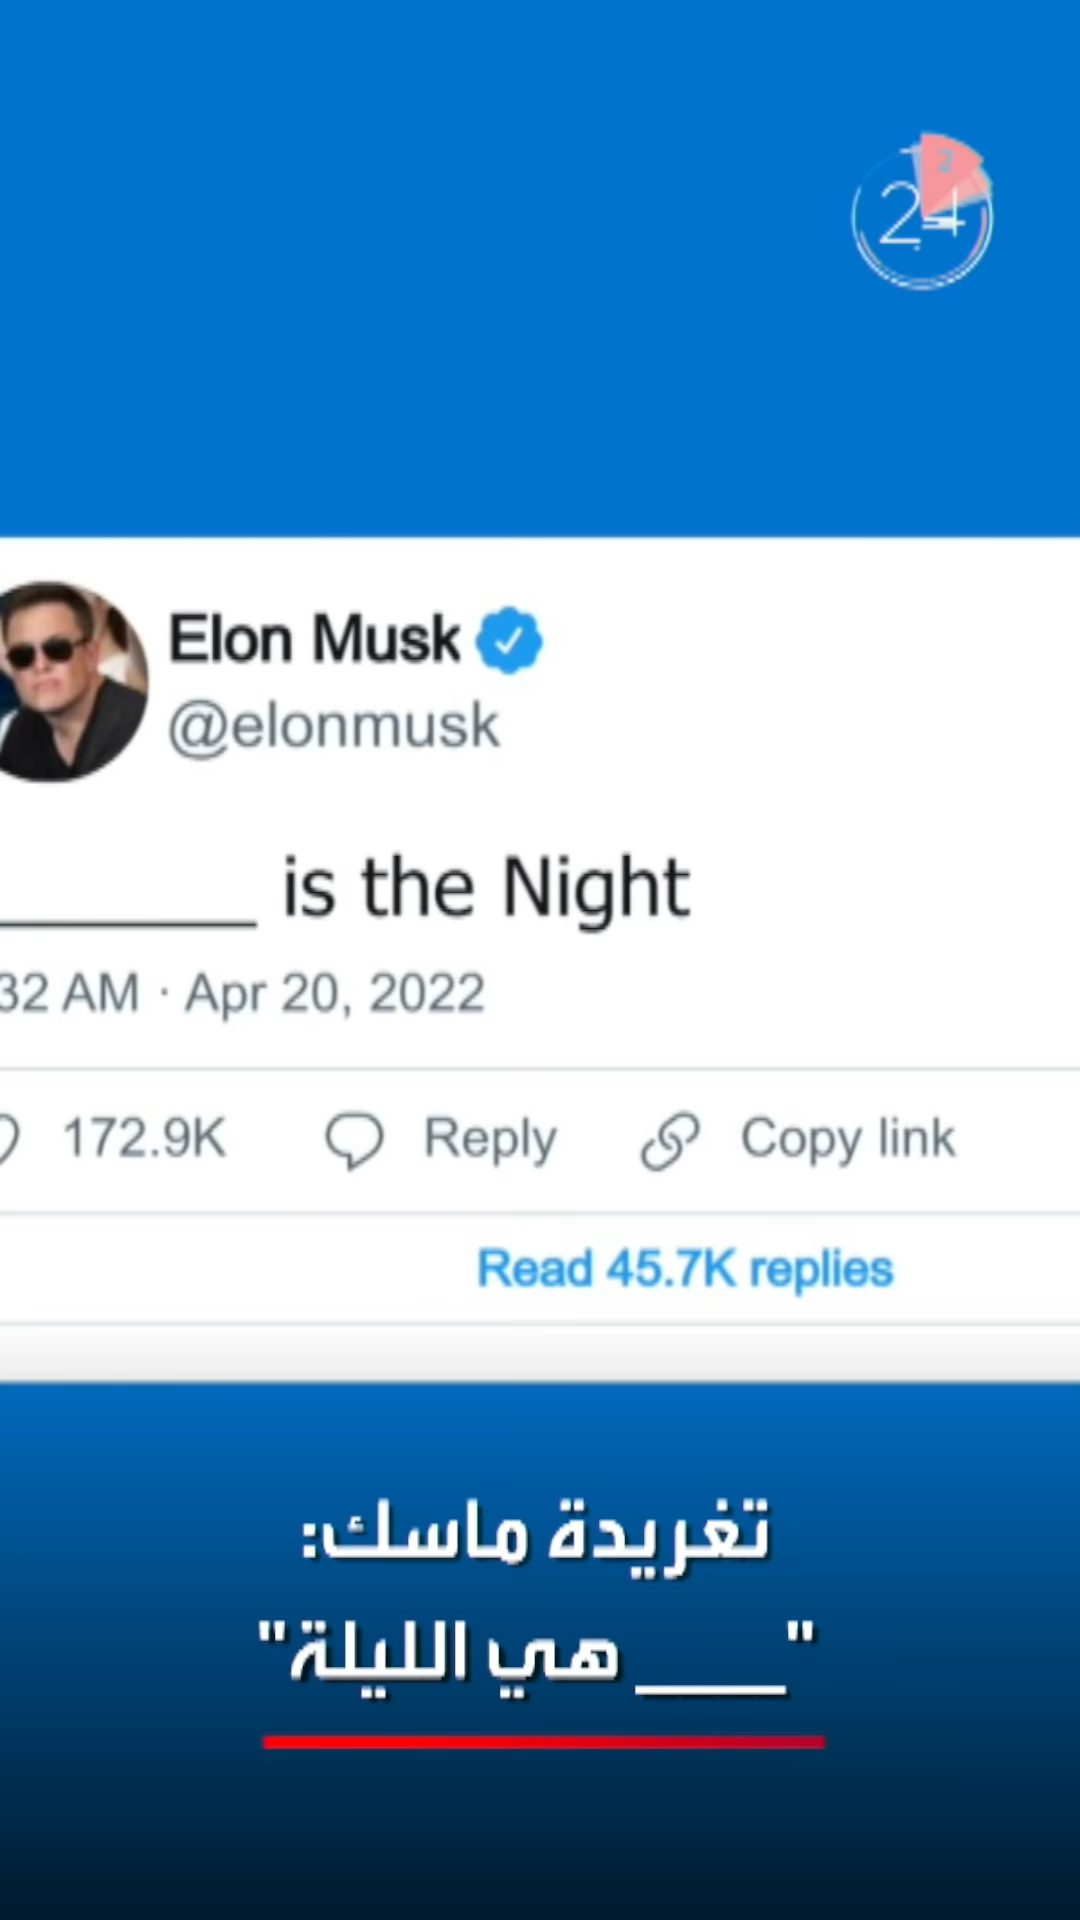 24
Elon Musk
@elonmusk
_______ is the Night
32 AM · Apr 20, 2022
172.9K Reply Copy link
Read 45.7K replies
تغريدة ماسك:
"____ هي الليلة"